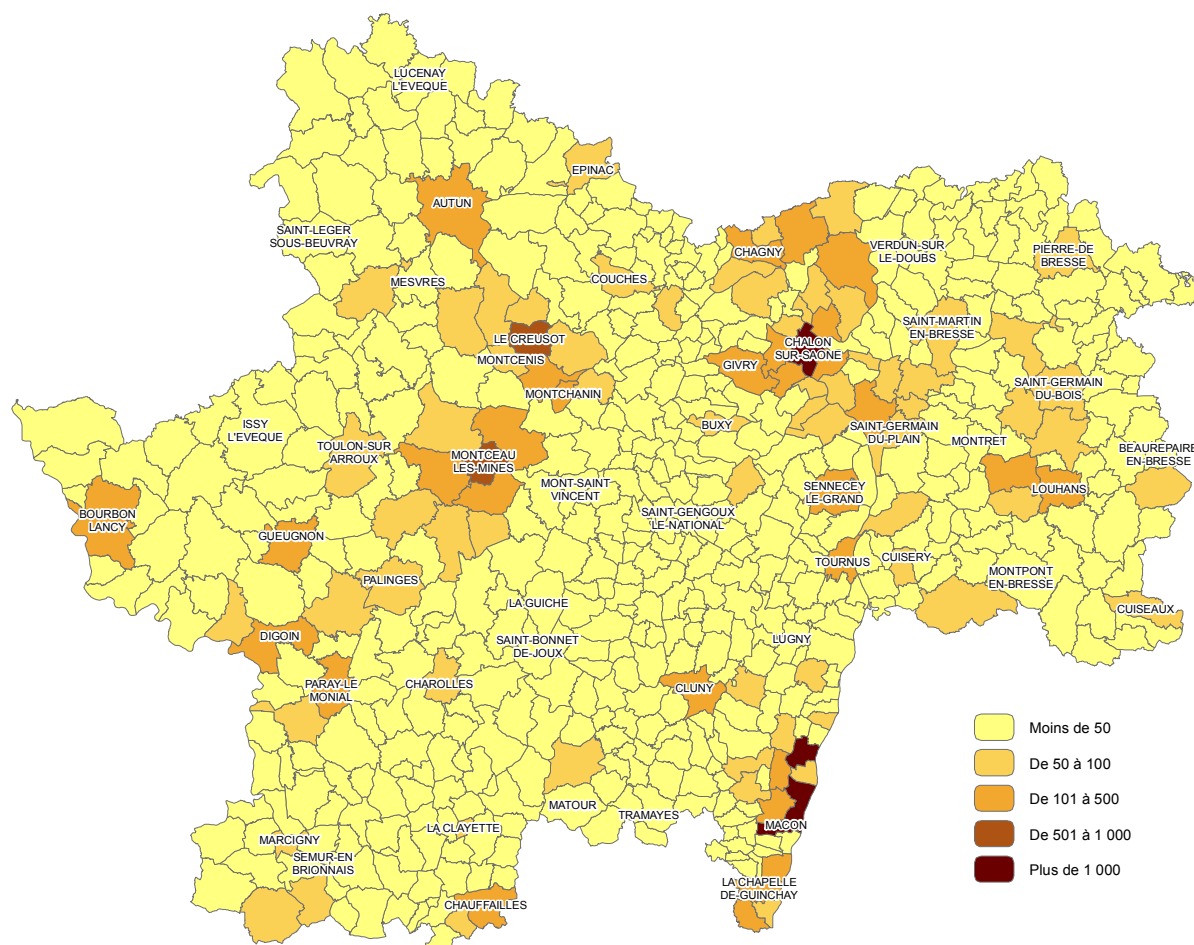 LUCENAY
L'EVEQUE
EPINAC
AUTUN
SAINT-LEGER
SOUS-BEUVRAY
CHAGNY
VERDUN-SUR
LE-DOUBS
PIERRE-DE
BRESSE
MESVRES
COUCHES
SAINT-MARTIN
EN-BRESSE
LE CREUSOT
CHALON
SUR-SAONE
MONTCENIS
GIVRY
MONTCHANIN
SAINT-GERMAIN
DU-BOIS
ISSY
L'EVEQUE
BUXY
SAINT-GERMAIN
DU-PLAIN
MONTRET
TOULON-SUR
ARROUX
MONTCEAU
LES-MINES
BEAUREPAIRE
EN-BRESSE
MONT-SAINT
VINCENT
SENNECEY
LE-GRAND
LOUHANS
BOURBON
LANCY
SAINT-GENGOUX
LE-NATIONAL
GUEUGNON
TOURNUS
CUISERY
MONTPONT
EN-BRESSE
PALINGES
LA GUICHE
CUISEAUX
DIGOIN
SAINT-BONNET
DE-JOUX
LUGNY
PARAY-LE
MONIAL
CHAROLLES
CLUNY
Moins de 50
De 50 à 100
De 101 à 500
De 501 à 1 000
Plus de 1 000
MATOUR
TRAMAYES
MACON
LA CLAYETTE
MARCIGNY
SEMUR-EN
BRIONNAIS
LA CHAPELLE
DE-GUINCHAY
CHAUFFAILLES